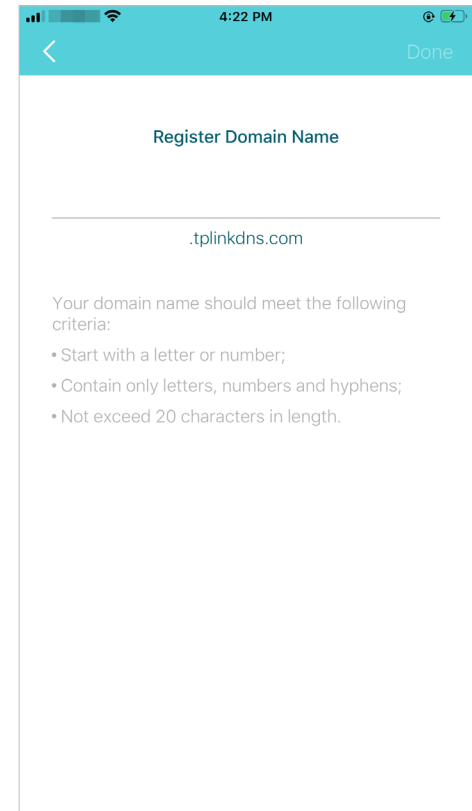 4:22 PM
Done
Register Domain Name
.tplinkdns.com
Your domain name should meet the following
criteria:
• Start with a letter or number;
• Contain only letters, numbers and hyphens;
• Not exceed 20 characters in length.